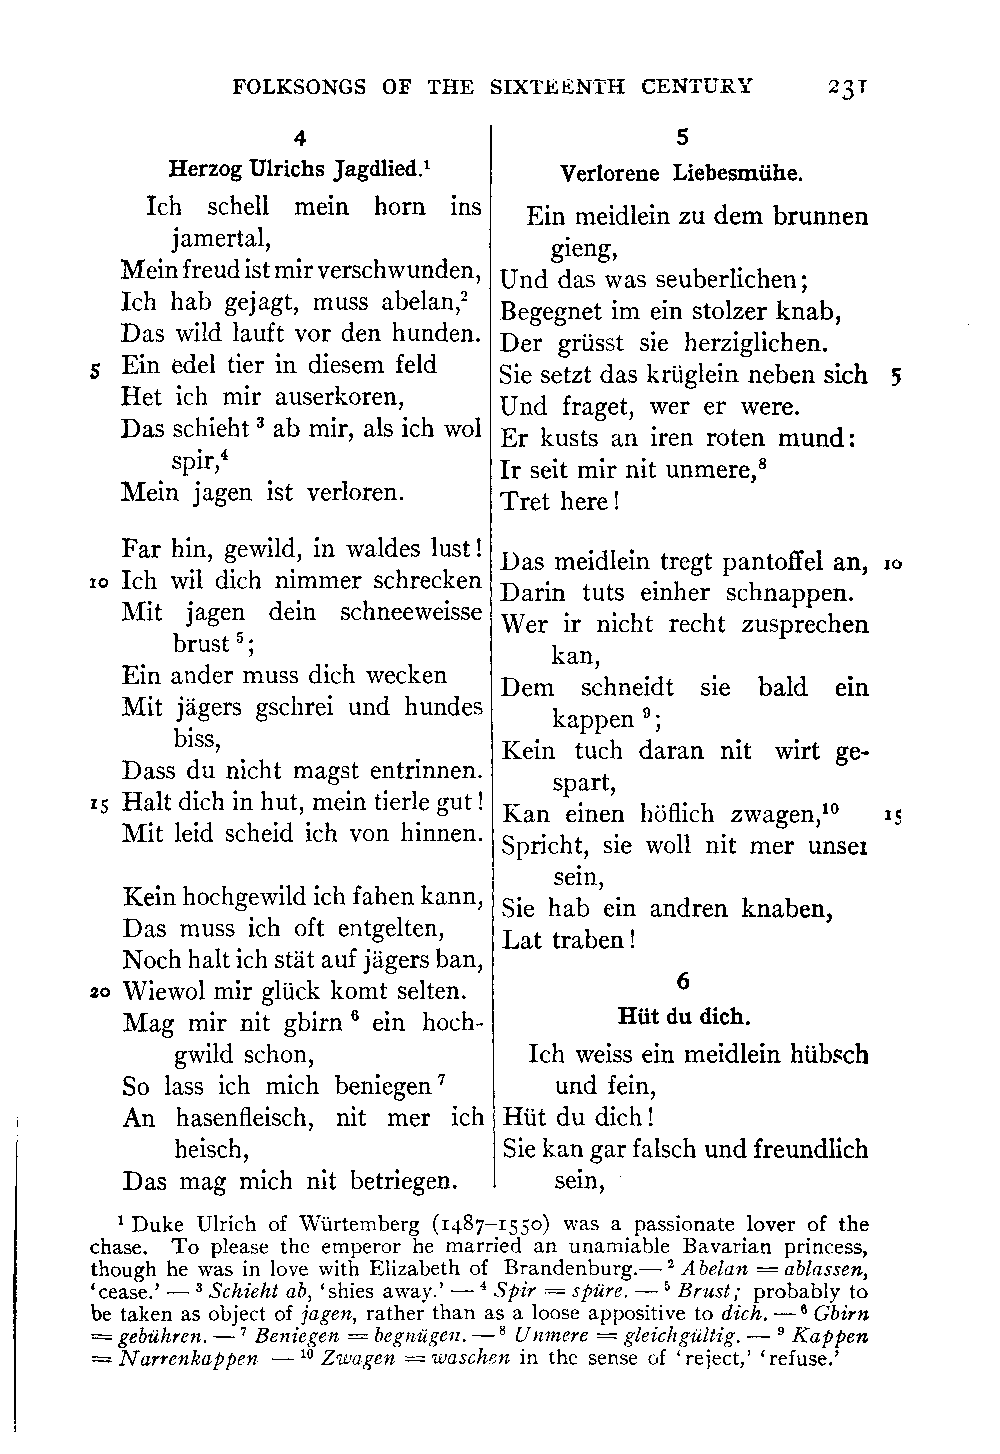 FOLKSONGS OF THE SIXTEENTH CENTURY 231
4
Herzog Ulrichs Jagdlied.¹
Ich schell mein horn ins
jamertal,
Mein freud ist mir verschwunden,
Ich hab gejagt, muss abelan,²
Das wild lauft vor den hunden.
5 Ein edel tier in diesem feld
Het ich mir auserkoren,
Das schieht ³ ab mir, als ich wol
spir,⁴
Mein jagen ist verloren.
Far hin, gewild, in waldes lust!
10 Ich wil dich nimmer schrecken
Mit jagen dein schneeweisse
brust ⁵;
Ein ander muss dich wecken
Mit jägers gschrei und hundes
biss,
Dass du nicht magst entrinnen.
15 Halt dich in hut, mein tierle gut!
Mit leid scheid ich von hinnen.
Kein hochgewild ich fahen kann,
Das muss ich oft entgelten,
Noch halt ich stät auf jägers ban,
20 Wiewol mir glück komt selten.
Mag mir nit gbirn ⁶ ein hoch-
gwild schon,
So lass ich mich beniegen ⁷
An hasenfleisch, nit mer ich
heisch,
Das mag mich nit betriegen.
5
Verlorene Liebesmühe.
Ein meidlein zu dem brunnen
gieng,
Und das was seuberlichen;
Begegnet im ein stolzer knab,
Der grüsst sie herziglichen.
Sie setzt das krüglein neben sich 5
Und fraget, wer er were.
Er kusts an iren roten mund:
Ir seit mir nit unmere,⁸
Tret here!
Das meidlein tregt pantoffel an, 10
Darin tuts einher schnappen.
Wer ir nicht recht zusprechen
kan,
Dem schneidt sie bald ein
kappen ⁹;
Kein tuch daran nit wirt ge-
spart,
Kan einen höflich zwagen,¹⁰ 15
Spricht, sie woll nit mer unser
sein,
Sie hab ein andren knaben,
Lat traben!
6
Hüt du dich.
Ich weiss ein meidlein hübsch
und fein,
Hüt du dich!
Sie kan gar falsch und freundlich
sein,
¹ Duke Ulrich of Würtemberg (1487–1550) was a passionate lover of the
chase. To please the emperor he married an unamiable Bavarian princess,
though he was in love with Elizabeth of Brandenburg.— ² Abelan = ablassen,
‘cease.’ — ³ Schieht ab, ‘shies away.’ — ⁴ Spir = spüre. — ⁵ Brust; probably to
be taken as object of jagen, rather than as a loose appositive to dich. — ⁶ Gbirn
= gebühren. — ⁷ Beniegen = begnügen. — ⁸ Unmere = gleichgültig. — ⁹ Kappen
= Narrenkappen — ¹⁰ Zwagen = waschen in the sense of ‘reject,’ ‘refuse.’